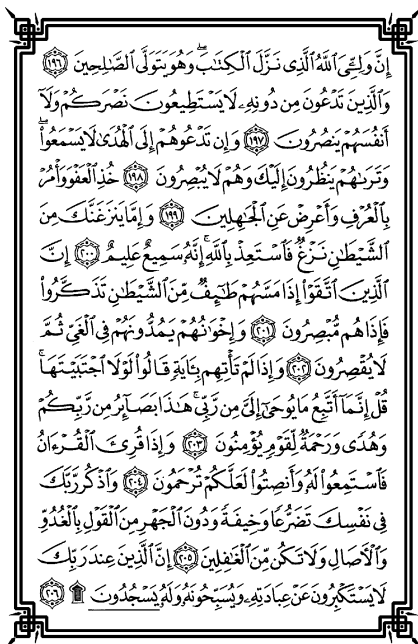 إِنَّ وَلِـِّۧيَ ٱللَّهُ ٱلَّذِي نَزَّلَ ٱلۡكِتَٰبَۖ وَهُوَ يَتَوَلَّى ٱلصَّٰلِحِينَ ١٩٦
وَٱلَّذِينَ تَدۡعُونَ مِن دُونِهِۦ لَا يَسۡتَطِيعُونَ نَصۡرَكُمۡ وَلَآ
أَنفُسَهُمۡ يَنصُرُونَ ١٩٧ وَإِن تَدۡعُوهُمۡ إِلَى ٱلۡهُدَىٰ لَا يَسۡمَعُواْۖ
وَتَرَىٰهُمۡ يَنظُرُونَ إِلَيۡكَ وَهُمۡ لَا يُبۡصِرُونَ ١٩٨ خُذِ ٱلۡعَفۡوَ وَأۡمُرۡ
بِٱلۡعُرۡفِ وَأَعۡرِضۡ عَنِ ٱلۡجَٰهِلِينَ ١٩٩ وَإِمَّا يَنزَغَنَّكَ مِنَ
ٱلشَّيۡطَٰنِ نَزۡغٞ فَٱسۡتَعِذۡ بِٱللَّهِۚ إِنَّهُۥ سَمِيعٌ عَلِيمٌ ٢٠٠ إِنَّ
ٱلَّذِينَ ٱتَّقَوۡاْ إِذَا مَسَّهُمۡ طَٰٓئِفٞ مِّنَ ٱلشَّيۡطَٰنِ تَذَكَّرُواْ
فَإِذَا هُم مُّبۡصِرُونَ ٢٠١ وَإِخۡوَٰنُهُمۡ يَمُدُّونَهُمۡ فِي ٱلۡغَيِّ ثُمَّ
لَا يُقۡصِرُونَ ٢٠٢ وَإِذَا لَمۡ تَأۡتِهِم بِـَٔايَةٖ قَالُواْ لَوۡلَا ٱجۡتَبَيۡتَهَاۚ
قُلۡ إِنَّمَآ أَتَّبِعُ مَا يُوحَىٰٓ إِلَيَّ مِن رَّبِّيۚ هَٰذَا بَصَآئِرُ مِن رَّبِّكُمۡ
وَهُدٗى وَرَحۡمَةٞ لِّقَوۡمٖ يُؤۡمِنُونَ ٢٠٣ وَإِذَا قُرِئَ ٱلۡقُرۡءَانُ
فَٱسۡتَمِعُواْ لَهُۥ وَأَنصِتُواْ لَعَلَّكُمۡ تُرۡحَمُونَ ٢٠٤ وَٱذۡكُر رَّبَّكَ
فِي نَفۡسِكَ تَضَرُّعٗا وَخِيفَةٗ وَدُونَ ٱلۡجَهۡرِ مِنَ ٱلۡقَوۡلِ بِٱلۡغُدُوِّ
وَٱلۡأٓصَالِ وَلَا تَكُن مِّنَ ٱلۡغَٰفِلِينَ ٢٠٥ إِنَّ ٱلَّذِينَ عِندَ رَبِّكَ
لَا يَسۡتَكۡبِرُونَ عَنۡ عِبَادَتِهِۦ وَيُسَبِّحُونَهُۥ وَلَهُۥ يَسۡجُدُونَۤ ۩ ٢٠٦